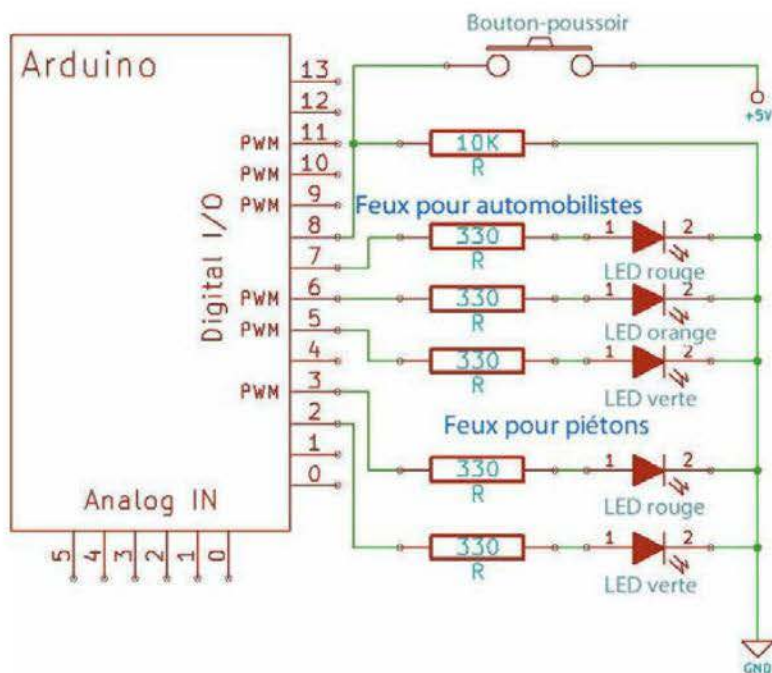 Bouton-poussoir
Arduino
+5V
13
12
PWM 11
PWM 10
PWM 9
8
7
PWM 6
PWM 5
4
PWM 3
2
1
0
Digital I/O
10K
R
Feux pour automobilistes
330
R
1 2
LED rouge
330
R
1 2
LED orange
330
R
1 2
LED verte
Feux pour piétons
330
R
1 2
LED rouge
330
R
1 2
LED verte
Analog IN
5 4 3 2 1 0
GND